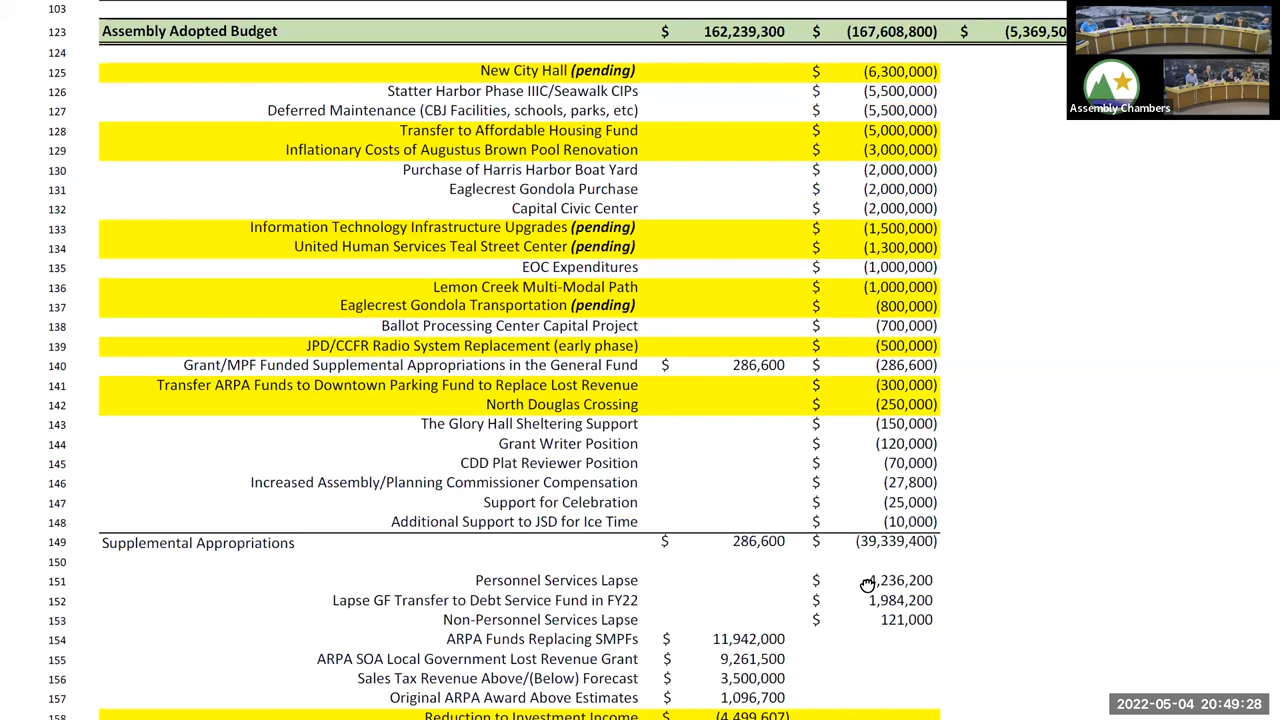 103
123 Assembly Adopted Budget $ 162,239,300 $ (167,608,800) $ (5,369,50
124
125 New City Hall (pending) $ (6,300,000)
126 Statter Harbor Phase IIIC/Seawalk CIPs $ (5,500,000)
127 Deferred Maintenance (CBJ Facilities, schools, parks, etc) $ (5,500,000)
128 Transfer to Affordable Housing Fund $ (5,000,000)
129 Inflationary Costs of Augustus Brown Pool Renovation $ (3,000,000)
130 Purchase of Harris Harbor Boat Yard $ (2,000,000)
131 Eaglecrest Gondola Purchase $ (2,000,000)
132 Capital Civic Center $ (2,000,000)
133 Information Technology Infrastructure Upgrades (pending) $ (1,500,000)
134 United Human Services Teal Street Center (pending) $ (1,300,000)
135 EOC Expenditures $ (1,000,000)
136 Lemon Creek Multi-Modal Path $ (1,000,000)
137 Eaglecrest Gondola Transportation (pending) $ (800,000)
138 Ballot Processing Center Capital Project $ (700,000)
139 JPD/CCFR Radio System Replacement (early phase) $ (500,000)
140 Grant/MPF Funded Supplemental Appropriations in the General Fund $ 286,600 $ (286,600)
141 Transfer ARPA Funds to Downtown Parking Fund to Replace Lost Revenue $ (300,000)
142 North Douglas Crossing $ (250,000)
143 The Glory Hall Sheltering Support $ (150,000)
144 Grant Writer Position $ (120,000)
145 CDD Plat Reviewer Position $ (70,000)
146 Increased Assembly/Planning Commissioner Compensation $ (27,800)
147 Support for Celebration $ (25,000)
148 Additional Support to JSD for Ice Time $ (10,000)
149 Supplemental Appropriations $ 286,600 $ (39,339,400)
150
151 Personnel Services Lapse $ ,236,200
152 Lapse GF Transfer to Debt Service Fund in FY22 $ 1,984,200
153 Non-Personnel Services Lapse $ 121,000
154 ARPA Funds Replacing SMPFs $ 11,942,000
155 ARPA SOA Local Government Lost Revenue Grant $ 9,261,500
156 Sales Tax Revenue Above/(Below) Forecast $ 3,500,000
157 Original ARPA Award Above Estimates $ 1,096,700
158 Reduction to Investment Income $ (4,499,607)
Assembly Chambers
2022-05-04 20:49:28